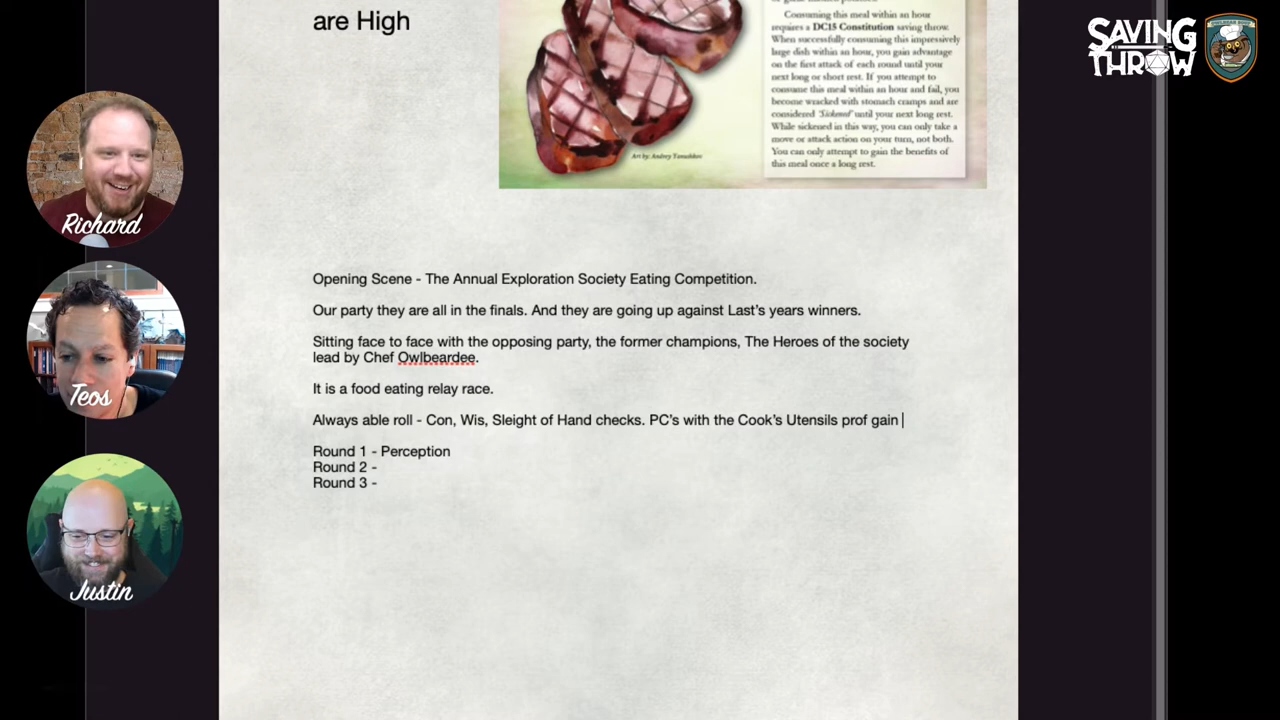 are High
or giant mashed potatoes
Consuming this meal within an hour
requires a DC15 Constitution saving throw.
When successfully consuming this impressively
large dish within an hour, you gain advantage
on the first attack of each round until your
next long or short rest. If you attempt to
consume this meal within an hour and fail, you
become wracked with stomach cramps and are
considered 'Sickened' until your next long rest.
While sickened in this way, you can only take a
move or attack action on your turn, not both.
You can only attempt to gain the benefits of
this meal once a long rest.
SAVING
THROW
Richard
Opening Scene - The Annual Exploration Society Eating Competition.
Our party they are all in the finals. And they are going up against Last's years winners.
Sitting face to face with the opposing party, the former champions, The Heroes of the society
lead by Chef Owlbeardee.
Teos
It is a food eating relay race.
Always able roll - Con, Wis, Sleight of Hand checks. PC's with the Cook's Utensils prof gain
Round 1 - Perception
Round 2 -
Round 3 -
Justin